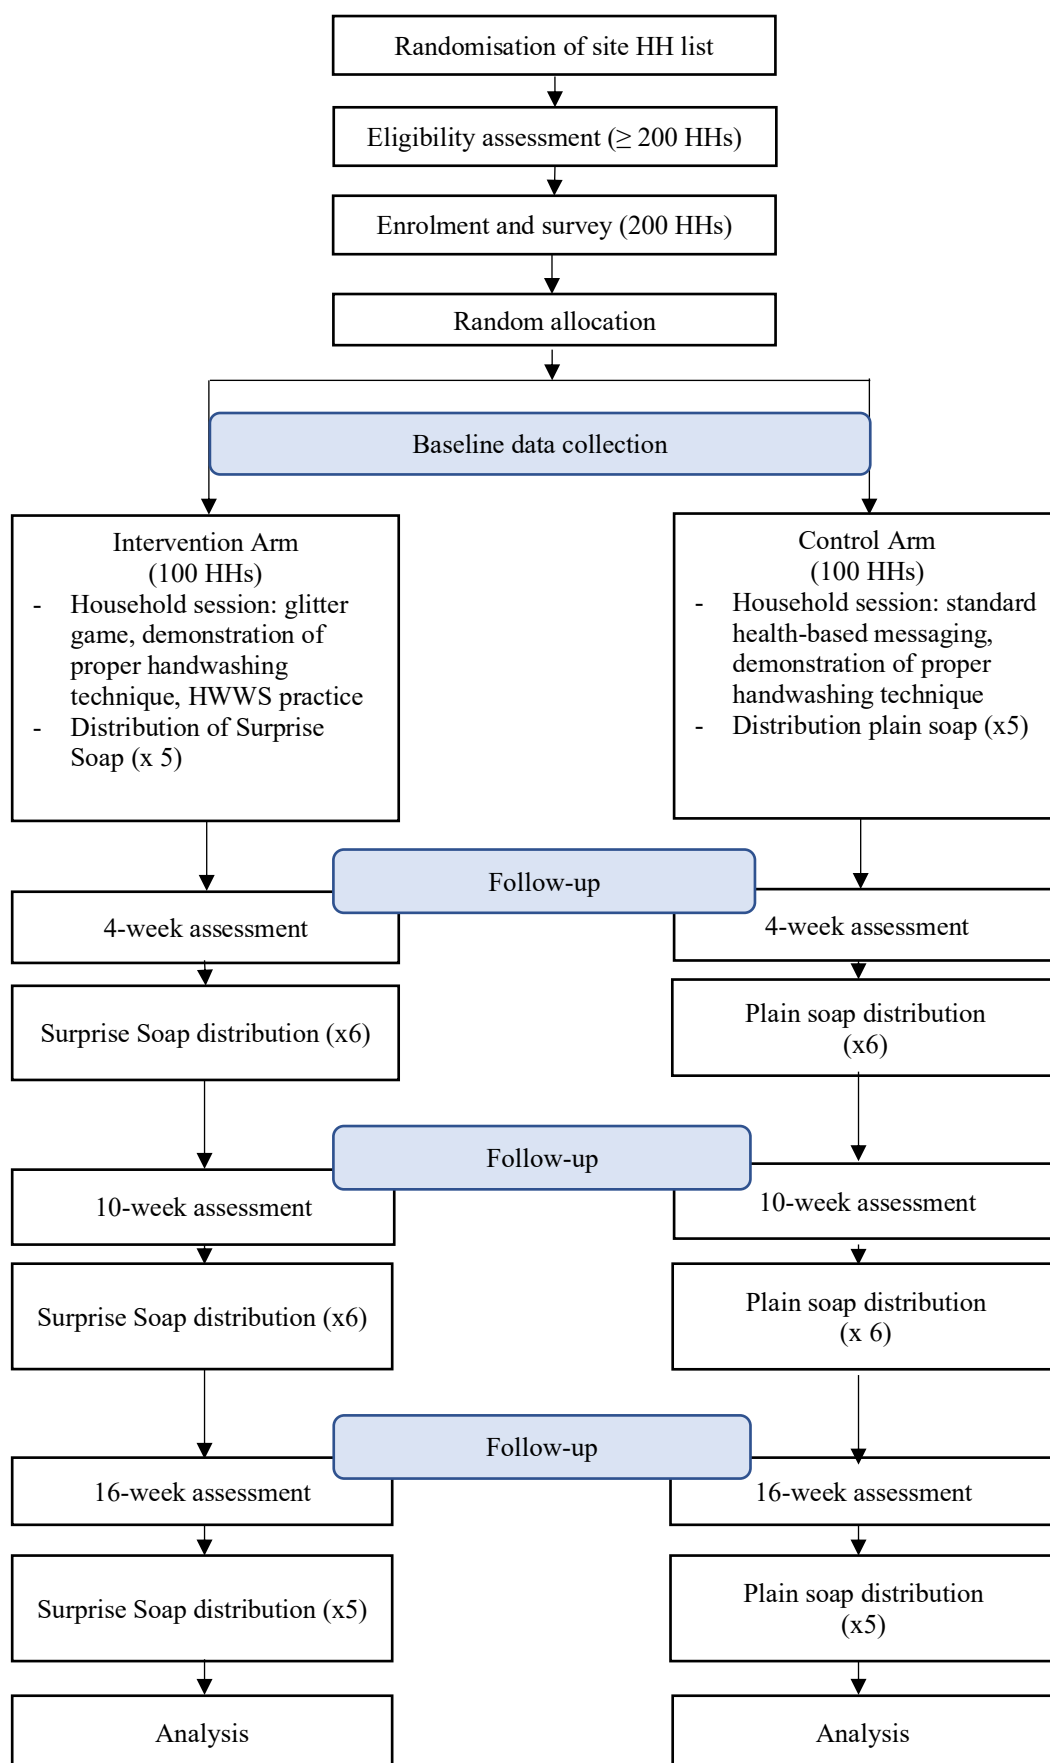 Randomisation of site HH list
Eligibility assessment (≥ 200 HHs)
Enrolment and survey (200 HHs)
Random allocation
Baseline data collection
Intervention Arm
(100 HHs)
- Household session: glitter
game, demonstration of
proper handwashing
technique, HWWS practice
- Distribution of Surprise
Soap (x 5)
Control Arm
(100 HHs)
- Household session: standard
health-based messaging,
demonstration of proper
handwashing technique
- Distribution plain soap (x5)
Follow-up
4-week assessment
4-week assessment
Surprise Soap distribution (x6)
Plain soap distribution
(x6)
Follow-up
10-week assessment
10-week assessment
Surprise Soap distribution (x6)
Plain soap distribution
(x 6)
Follow-up
16-week assessment
16-week assessment
Surprise Soap distribution (x5)
Plain soap distribution
(x5)
Analysis
Analysis